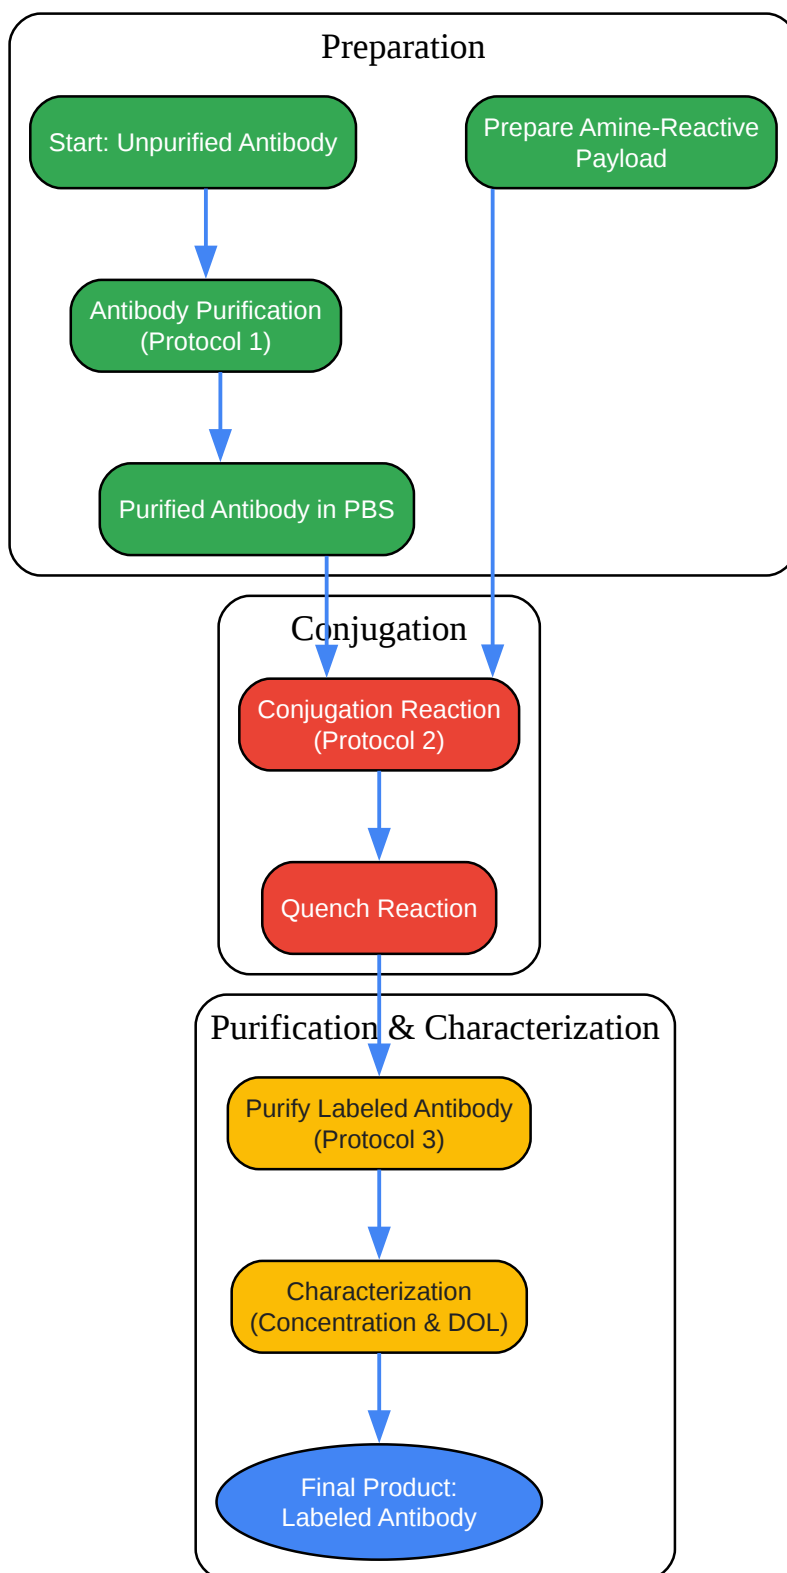 Preparation
Start: Unpurified Antibody
Prepare Amine-Reactive
Payload
Antibody Purification
(Protocol 1)
Purified Antibody in PBS
Conjugation
Conjugation Reaction
(Protocol 2)
Quench Reaction
Purification & Characterization
Purify Labeled Antibody
(Protocol 3)
Characterization
(Concentration & DOL)
Final Product:
Labeled Antibody